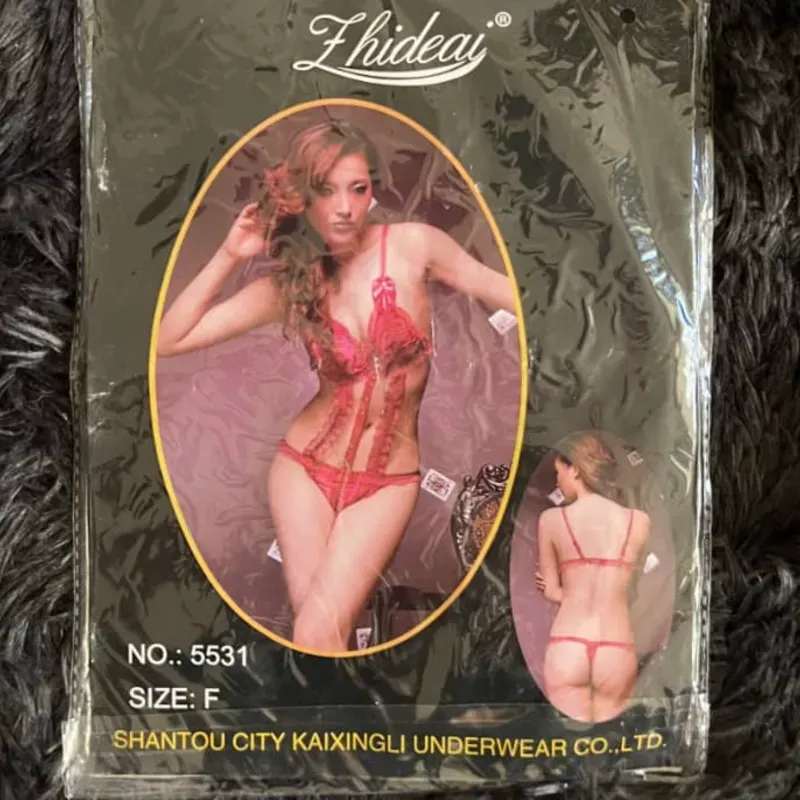 Zhideai®
NO.: 5531
SIZE: F
SHANTOU CITY KAIXINGLI UNDERWEAR CO.,LTD.